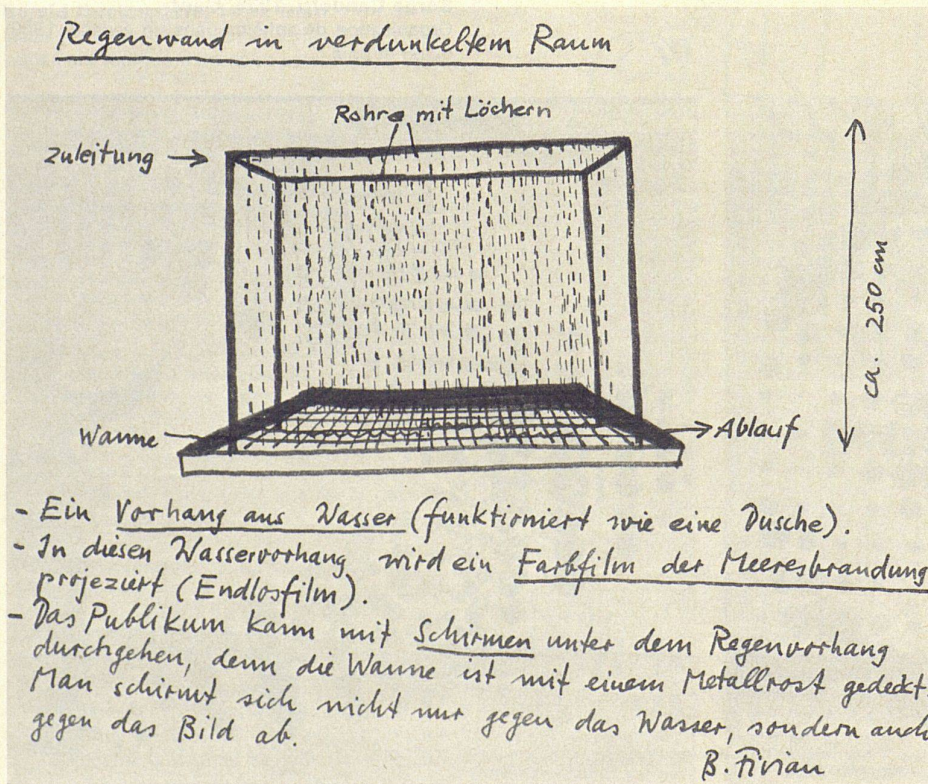 Regenwand in verdunkeltem Raum
Rohre mit Löchern
Zuleitung →
ca. 250 cm
Wanne
→ Ablauf
- Ein Vorhang aus Wasser (funktioniert wie eine Dusche).
- In diesen Wasservorhang wird ein Farbfilm der Meeresbrandung
projeziert (Endlosfilm).
- Das Publikum kann mit Schirmen unter dem Regenvorhang
durchgehen, denn die Wanne ist mit einem Metallrost gedeckt.
Man schirmt sich nicht nur gegen das Wasser, sondern auch
gegen das Bild ab.
B. Fivian